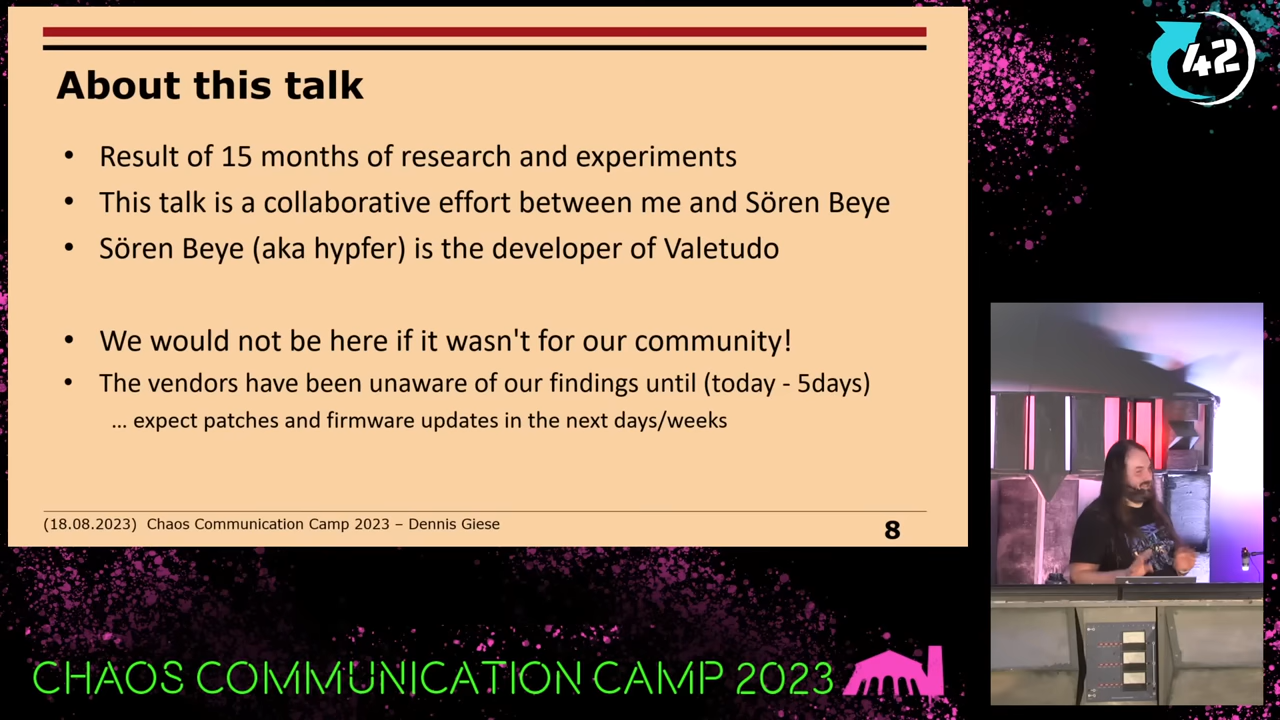 About this talk
• Result of 15 months of research and experiments
• This talk is a collaborative effort between me and Sören Beye
• Sören Beye (aka hypfer) is the developer of Valetudo
• We would not be here if it wasn't for our community!
• The vendors have been unaware of our findings until (today - 5days)
... expect patches and firmware updates in the next days/weeks
(18.08.2023) Chaos Communication Camp 2023 – Dennis Giese
8
42
CHAOS COMMUNICATION CAMP 2023